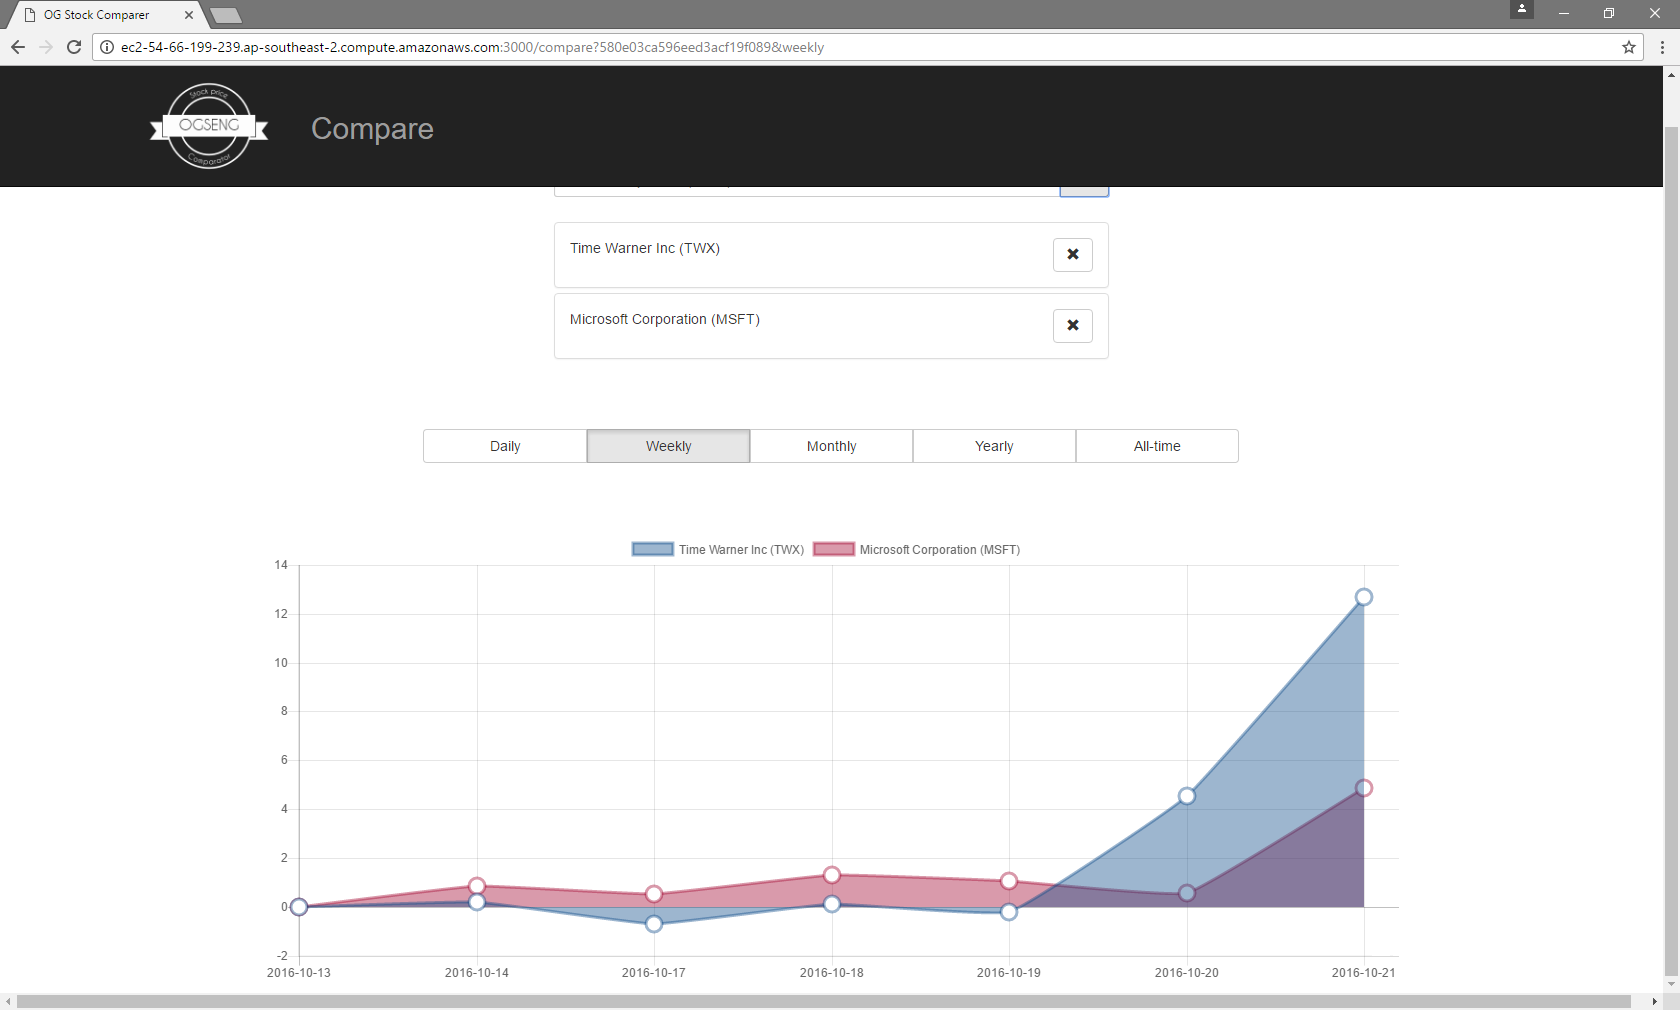 OG Stock Comparer
ec2-54-66-199-239.ap-southeast-2.compute.amazonaws.com:3000/compare?580e03ca596eed3acf19f089&weekly
Stock price
OGSENG
Comparator
Compare
Time Warner Inc (TWX)
Microsoft Corporation (MSFT)
Daily Weekly Monthly Yearly All-time
Time Warner Inc (TWX) Microsoft Corporation (MSFT)
14
12
10
8
6
4
2
0
-2
2016-10-13 2016-10-14 2016-10-17 2016-10-18 2016-10-19 2016-10-20 2016-10-21